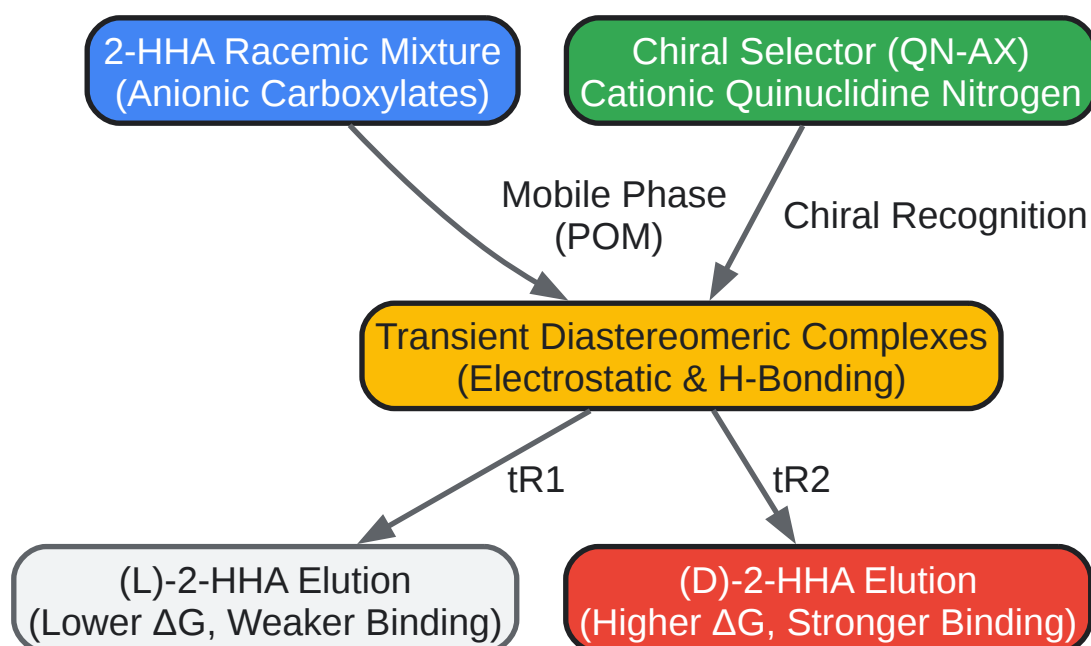 2-HHA Racemic Mixture
(Anionic Carboxylates)
Chiral Selector (QN-AX)
Cationic Quinuclidine Nitrogen
Mobile Phase
(POM)
Chiral Recognition
Transient Diastereomeric Complexes
(Electrostatic & H-Bonding)
tR1
tR2
(L)-2-HHA Elution
(Lower ΔG, Weaker Binding)
(D)-2-HHA Elution
(Higher ΔG, Stronger Binding)